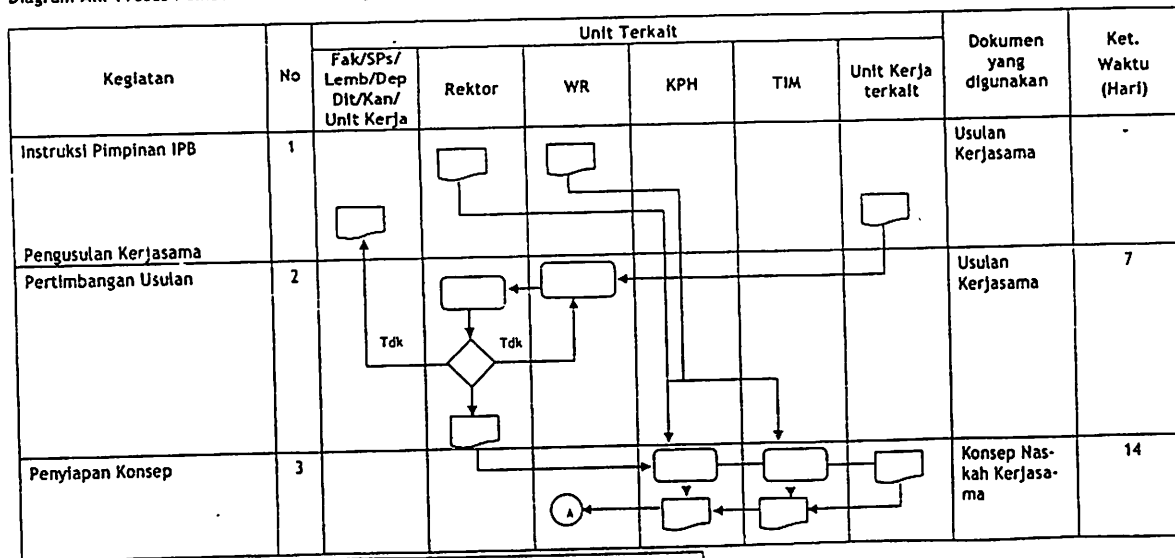 Unit Terkait
Kegiatan
No
Fak/SPs/
Lemb/Dep
Dit/Kan/
Unit Kerja
Rektor
WR
KPH
TIM
Unit Kerja
terkait
Dokumen
yang
digunakan
Ket.
Waktu
(Hari)
Instruksi Pimpinan IPB
1
Usulan
Kerjasama
-
Pengusulan Kerjasama
Pertimbangan Usulan
2
Usulan
Kerjasama
7
Tdk
Tdk
Penyiapan Konsep
3
Konsep Nas-
kah Kerjasa-
ma
14
A